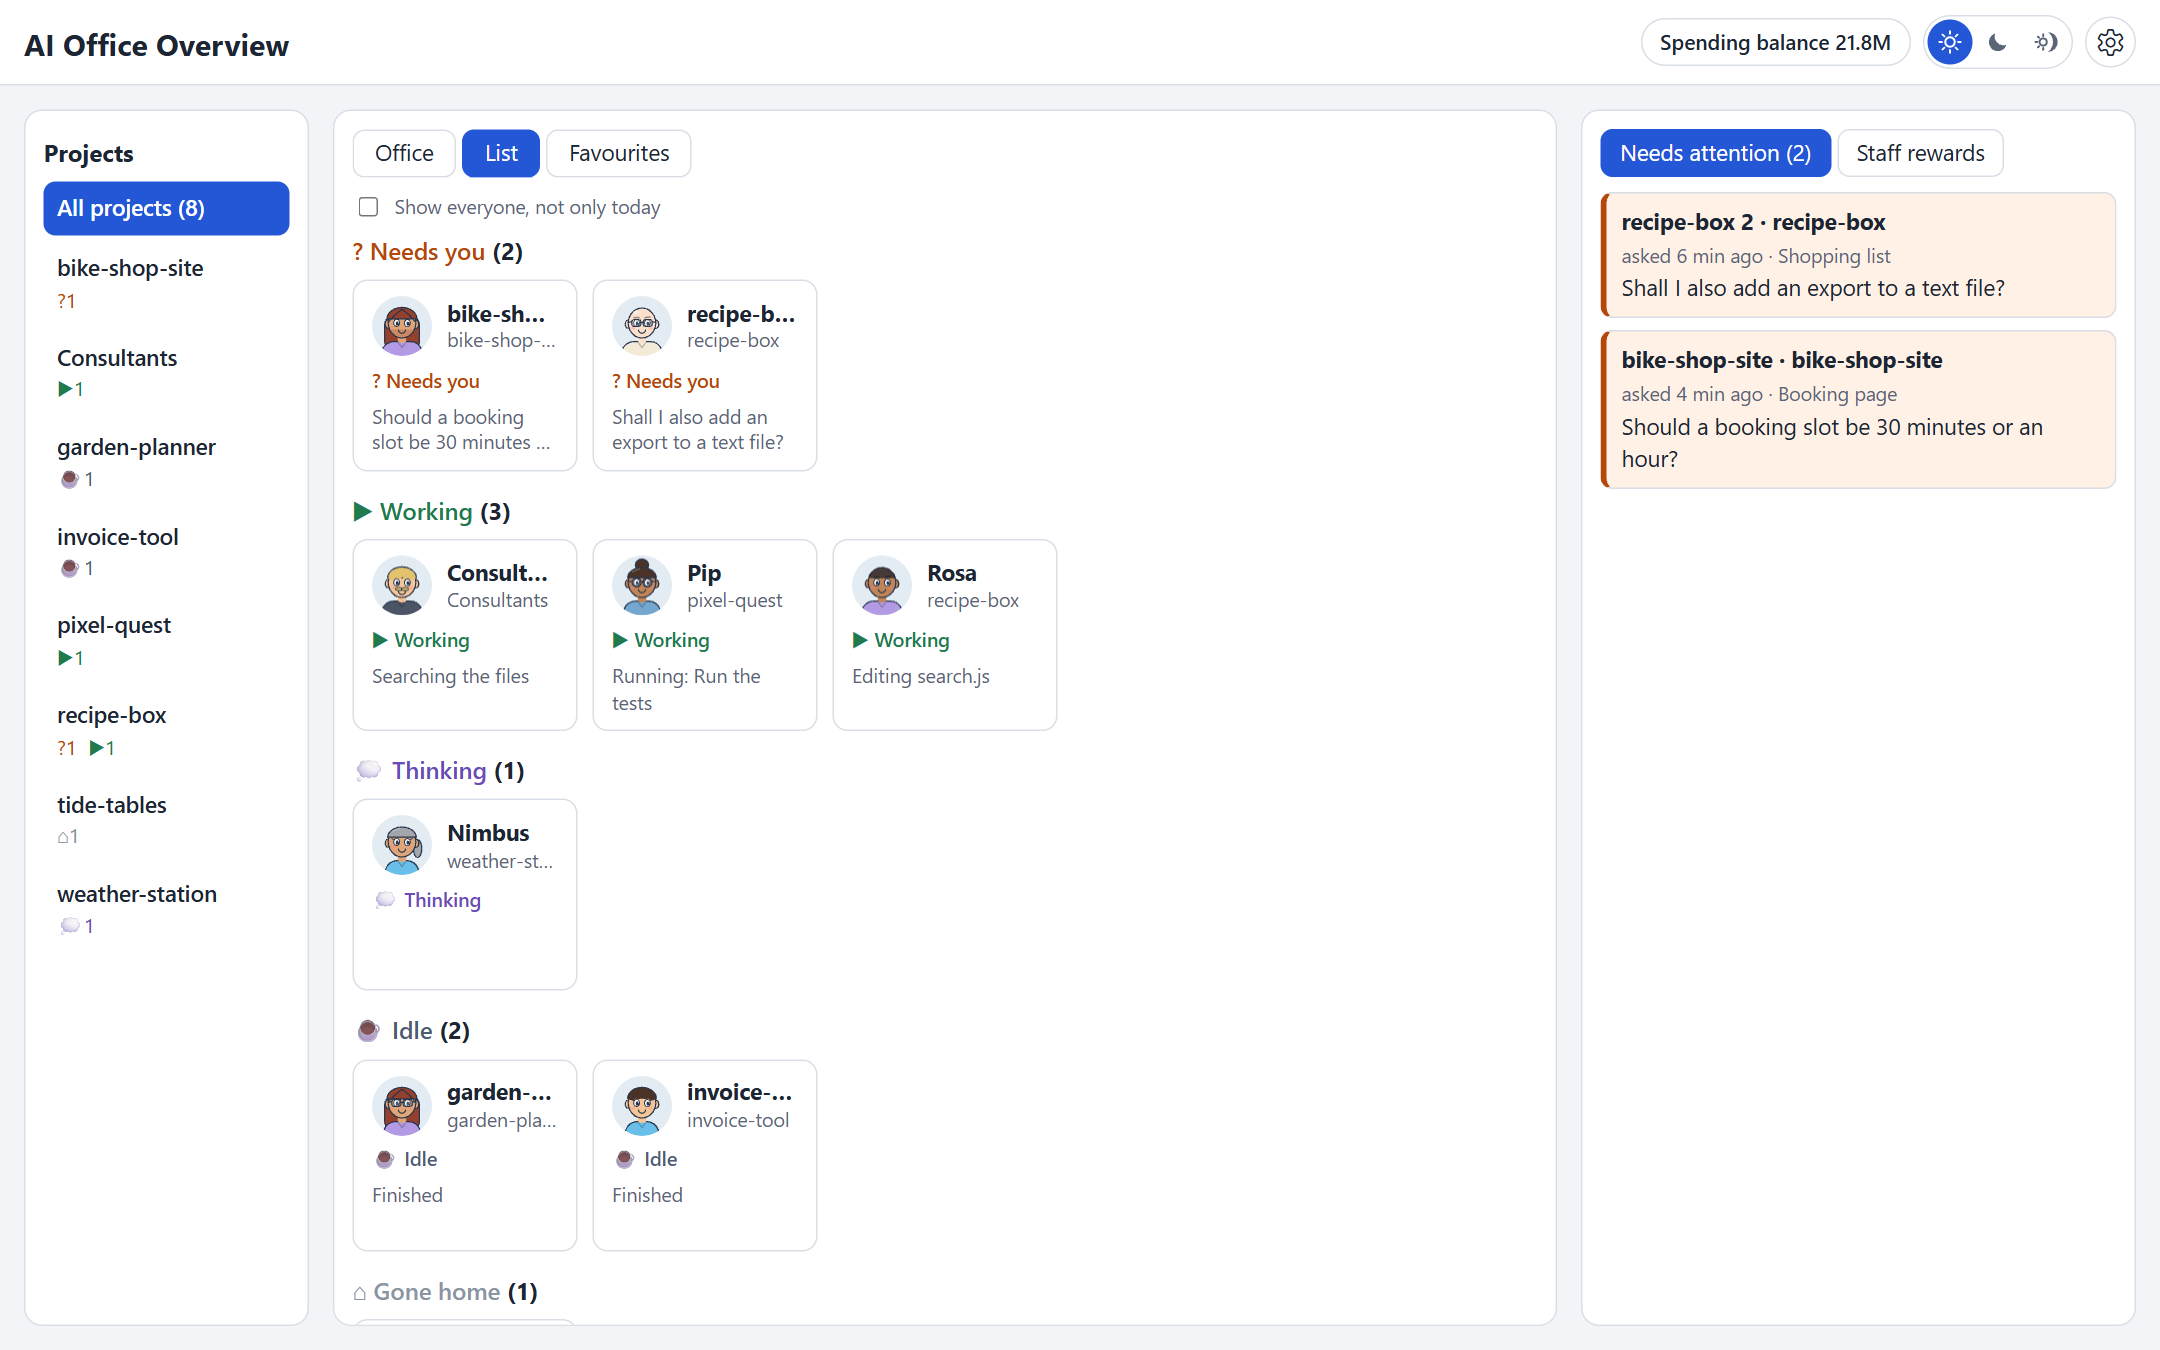 AI Office Overview
Spending balance 21.8M
Projects
All projects (8)
bike-shop-site
?1
Consultants
▶1
garden-planner
1
invoice-tool
1
pixel-quest
▶1
recipe-box
?1 ▶1
tide-tables
⌂1
weather-station
1
Office
List
Favourites
Show everyone, not only today
? Needs you (2)
bike-sh...
bike-shop-...
? Needs you
Should a booking
slot be 30 minutes ...
recipe-b...
recipe-box
? Needs you
Shall I also add an
export to a text file?
▶ Working (3)
Consult...
Consultants
▶ Working
Searching the files
Pip
pixel-quest
▶ Working
Running: Run the
tests
Rosa
recipe-box
▶ Working
Editing search.js
Thinking (1)
Nimbus
weather-st...
Thinking
Idle (2)
garden-...
garden-pla...
Idle
Finished
invoice-...
invoice-tool
Idle
Finished
⌂ Gone home (1)
Needs attention (2)
Staff rewards
recipe-box 2 · recipe-box
asked 6 min ago · Shopping list
Shall I also add an export to a text file?
bike-shop-site · bike-shop-site
asked 4 min ago · Booking page
Should a booking slot be 30 minutes or an
hour?